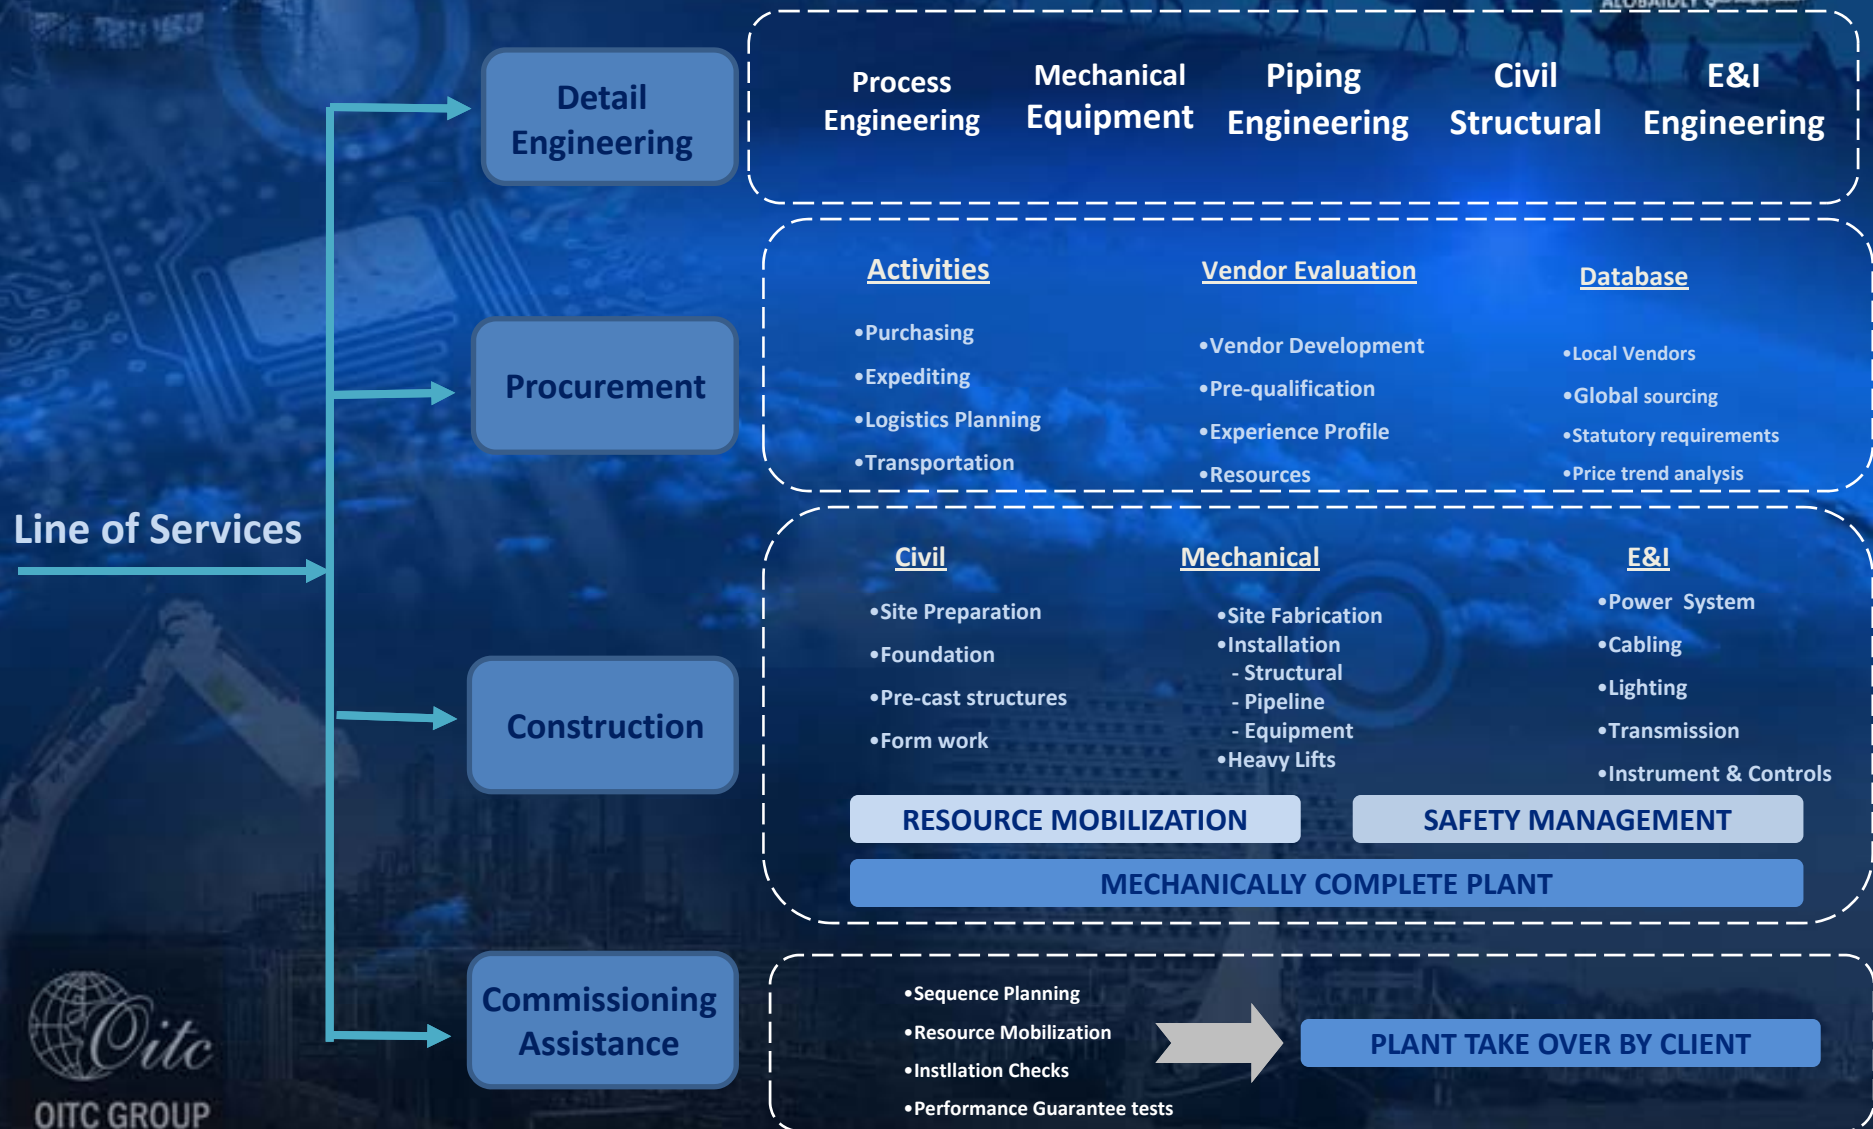 Line of Services
Detail
Engineering
Process
Engineering
Mechanical
Equipment
Piping
Engineering
Civil
Structural
E&I
Engineering
Procurement
Activities
•Purchasing
•Expediting
•Logistics Planning
•Transportation
Vendor Evaluation
•Vendor Development
•Pre-qualification
•Experience Profile
•Resources
Database
•Local Vendors
•Global sourcing
•Statutory requirements
•Price trend analysis
Construction
Civil
•Site Preparation
•Foundation
•Pre-cast structures
•Form work
Mechanical
•Site Fabrication
•Installation
- Structural
- Pipeline
- Equipment
•Heavy Lifts
E&I
•Power System
•Cabling
•Lighting
•Transmission
•Instrument & Controls
RESOURCE MOBILIZATION
SAFETY MANAGEMENT
MECHANICALLY COMPLETE PLANT
Commissioning
Assistance
•Sequence Planning
•Resource Mobilization
•Instllation Checks
•Performance Guarantee tests
PLANT TAKE OVER BY CLIENT
Oitc
OITC GROUP